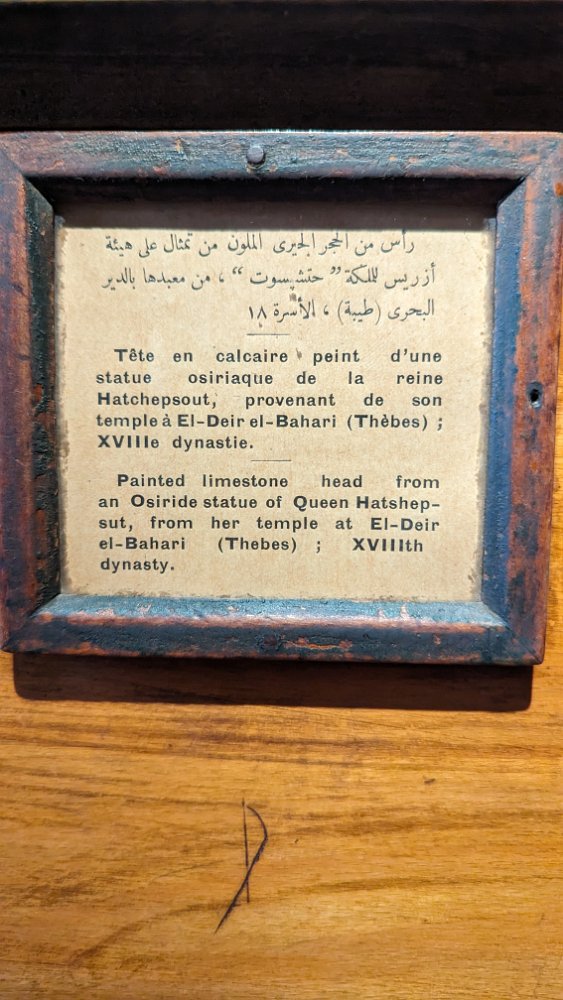 رأس من الحجر الجيرى الملون من تمثال على هيئة
أزريس للملكة " حتشپسوت " ، من معبدها بالدير
البحرى (طيبة) ، الأسرة ١٨
Tête en calcaire peint d'une
statue osiriaque de la reine
Hatchepsout, provenant de son
temple à El-Deir el-Bahari (Thèbes) ;
XVIIIe dynastie.
Painted limestone head from
an Osiride statue of Queen Hatshep-
sut, from her temple at El-Deir
el-Bahari (Thebes) ; XVIIIth
dynasty.